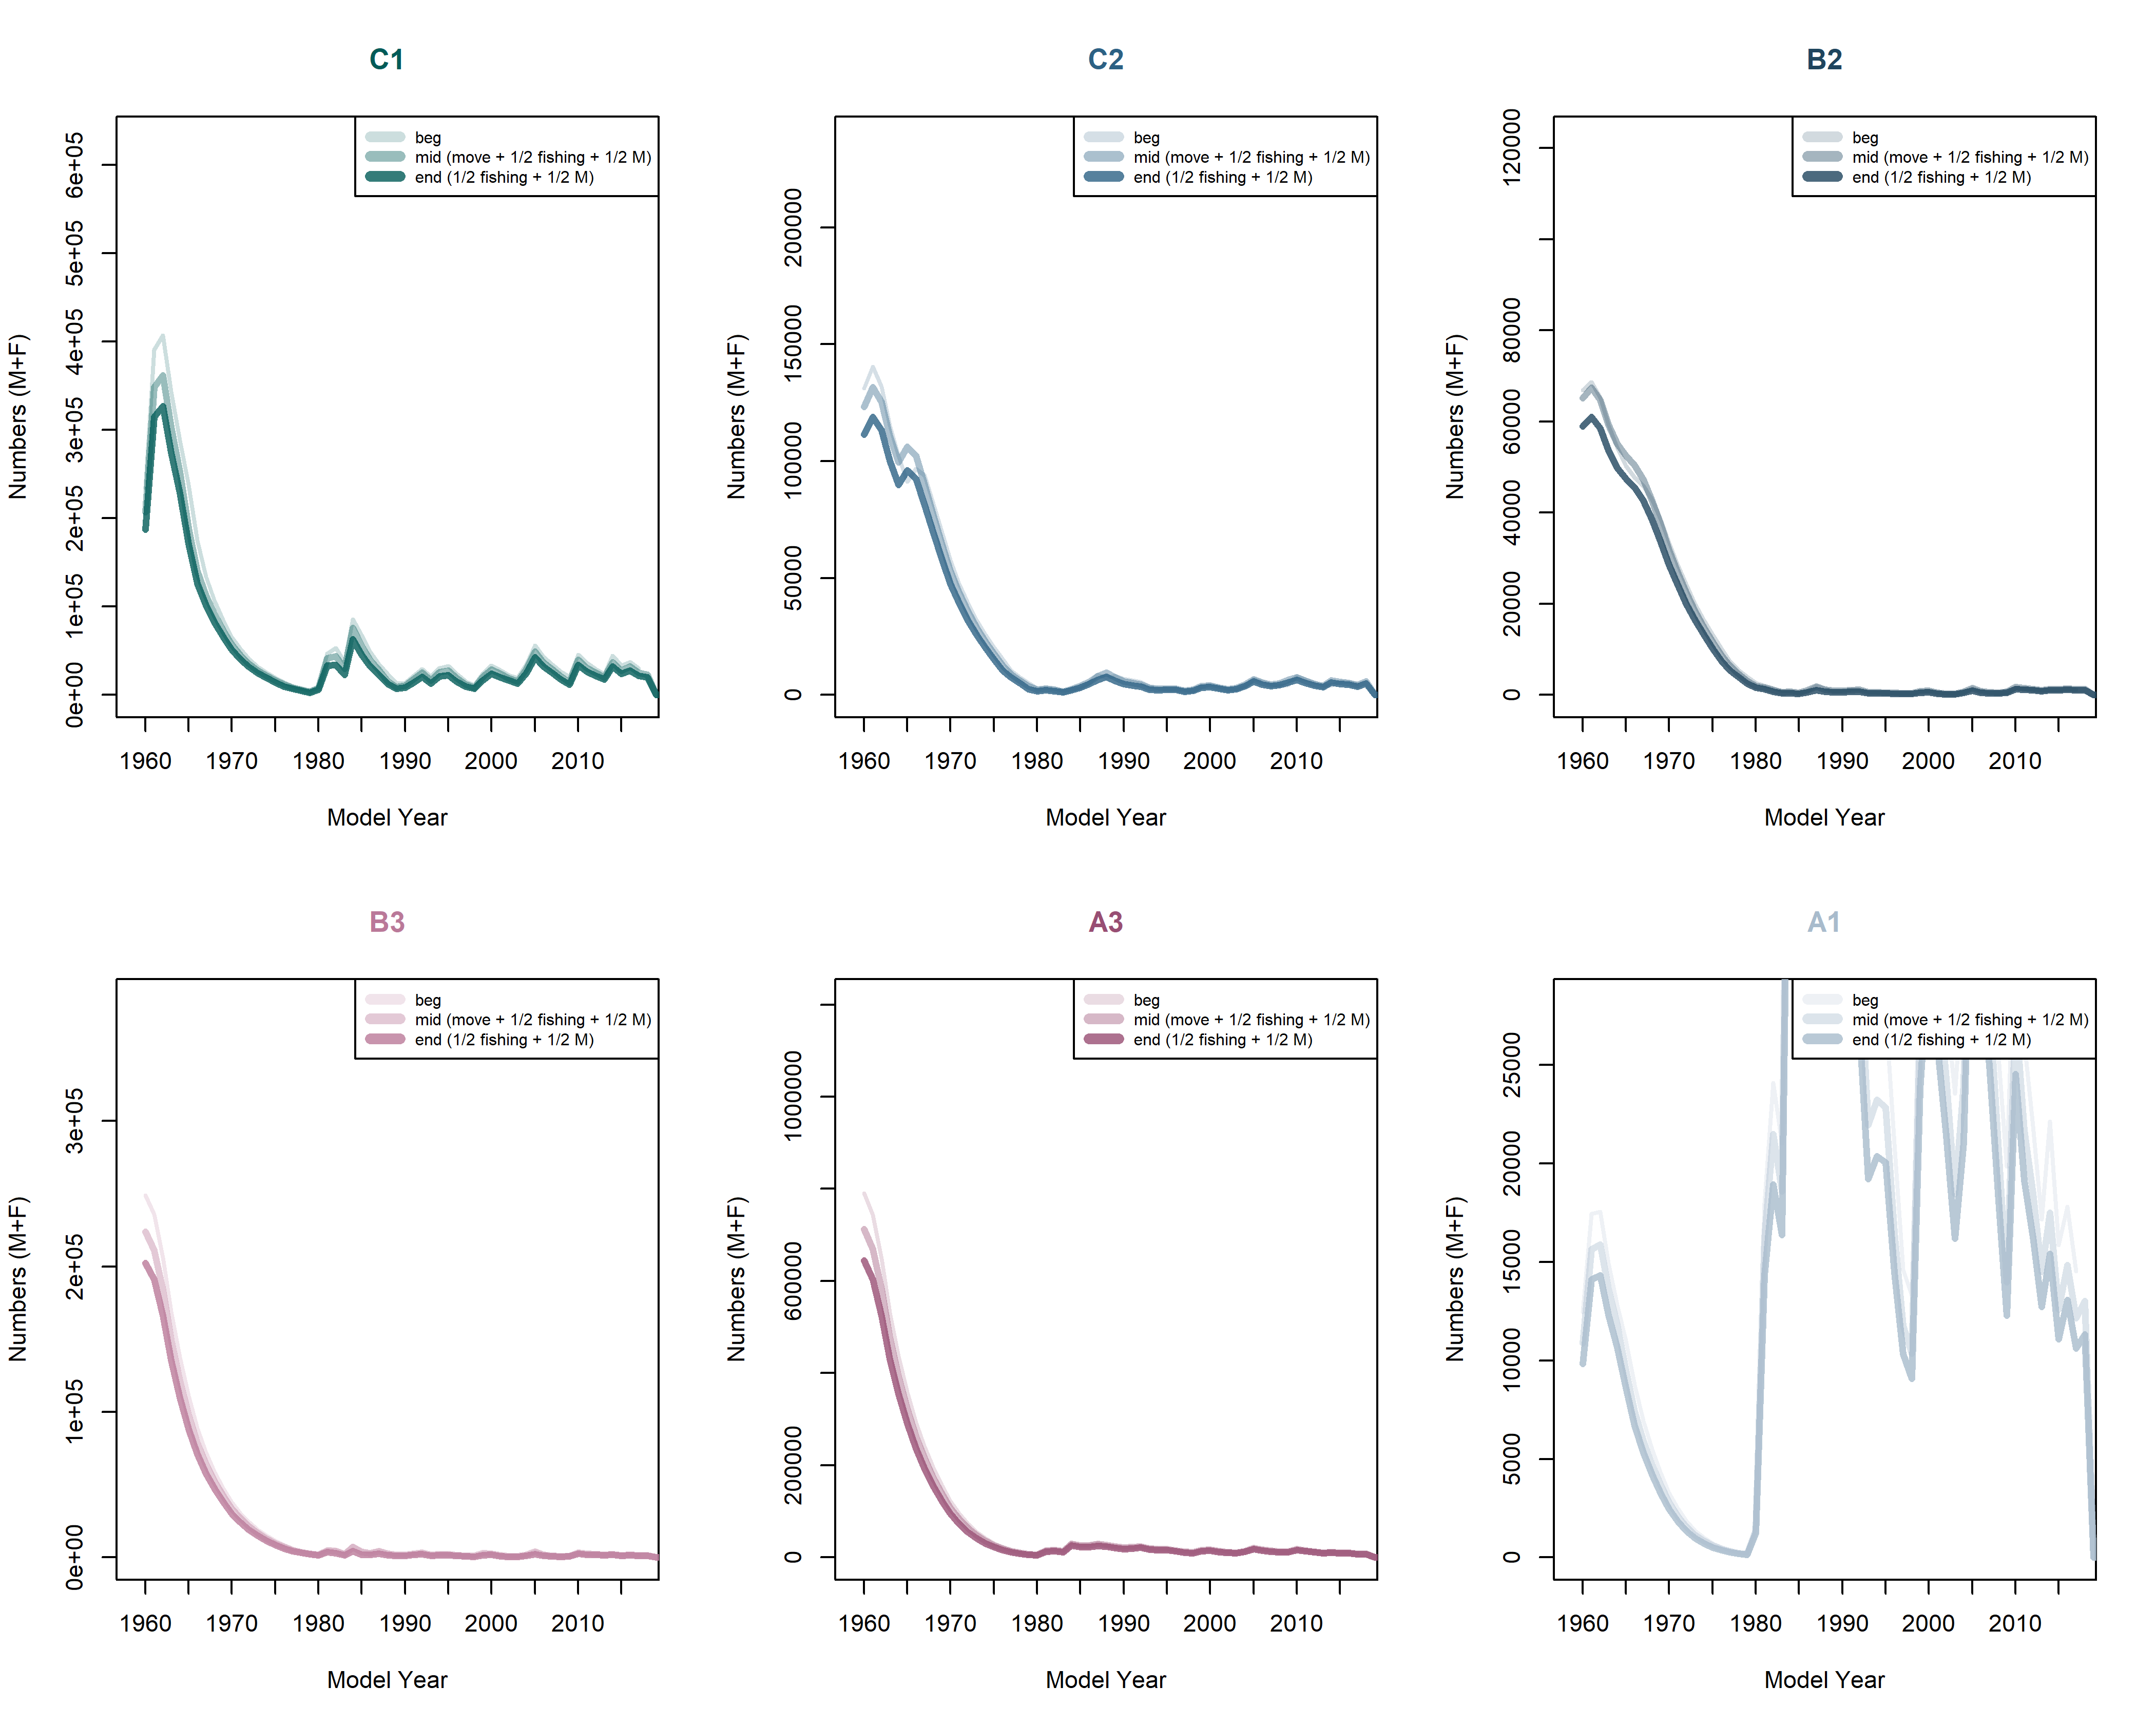 C1
beg
mid (move + 1/2 fishing + 1/2 M)
end (1/2 fishing + 1/2 M)
Numbers (M+F)
0e+00 1e+05 2e+05 3e+05 4e+05 5e+05 6e+05
1960 1970 1980 1990 2000 2010
Model Year
C2
beg
mid (move + 1/2 fishing + 1/2 M)
end (1/2 fishing + 1/2 M)
Numbers (M+F)
0 50000 100000 150000 200000
1960 1970 1980 1990 2000 2010
Model Year
B2
beg
mid (move + 1/2 fishing + 1/2 M)
end (1/2 fishing + 1/2 M)
Numbers (M+F)
0 20000 40000 60000 80000 120000
1960 1970 1980 1990 2000 2010
Model Year
B3
beg
mid (move + 1/2 fishing + 1/2 M)
end (1/2 fishing + 1/2 M)
Numbers (M+F)
0e+00 1e+05 2e+05 3e+05
1960 1970 1980 1990 2000 2010
Model Year
A3
beg
mid (move + 1/2 fishing + 1/2 M)
end (1/2 fishing + 1/2 M)
Numbers (M+F)
0 200000 600000 1000000
1960 1970 1980 1990 2000 2010
Model Year
A1
beg
mid (move + 1/2 fishing + 1/2 M)
end (1/2 fishing + 1/2 M)
Numbers (M+F)
0 5000 10000 15000 20000 25000
1960 1970 1980 1990 2000 2010
Model Year